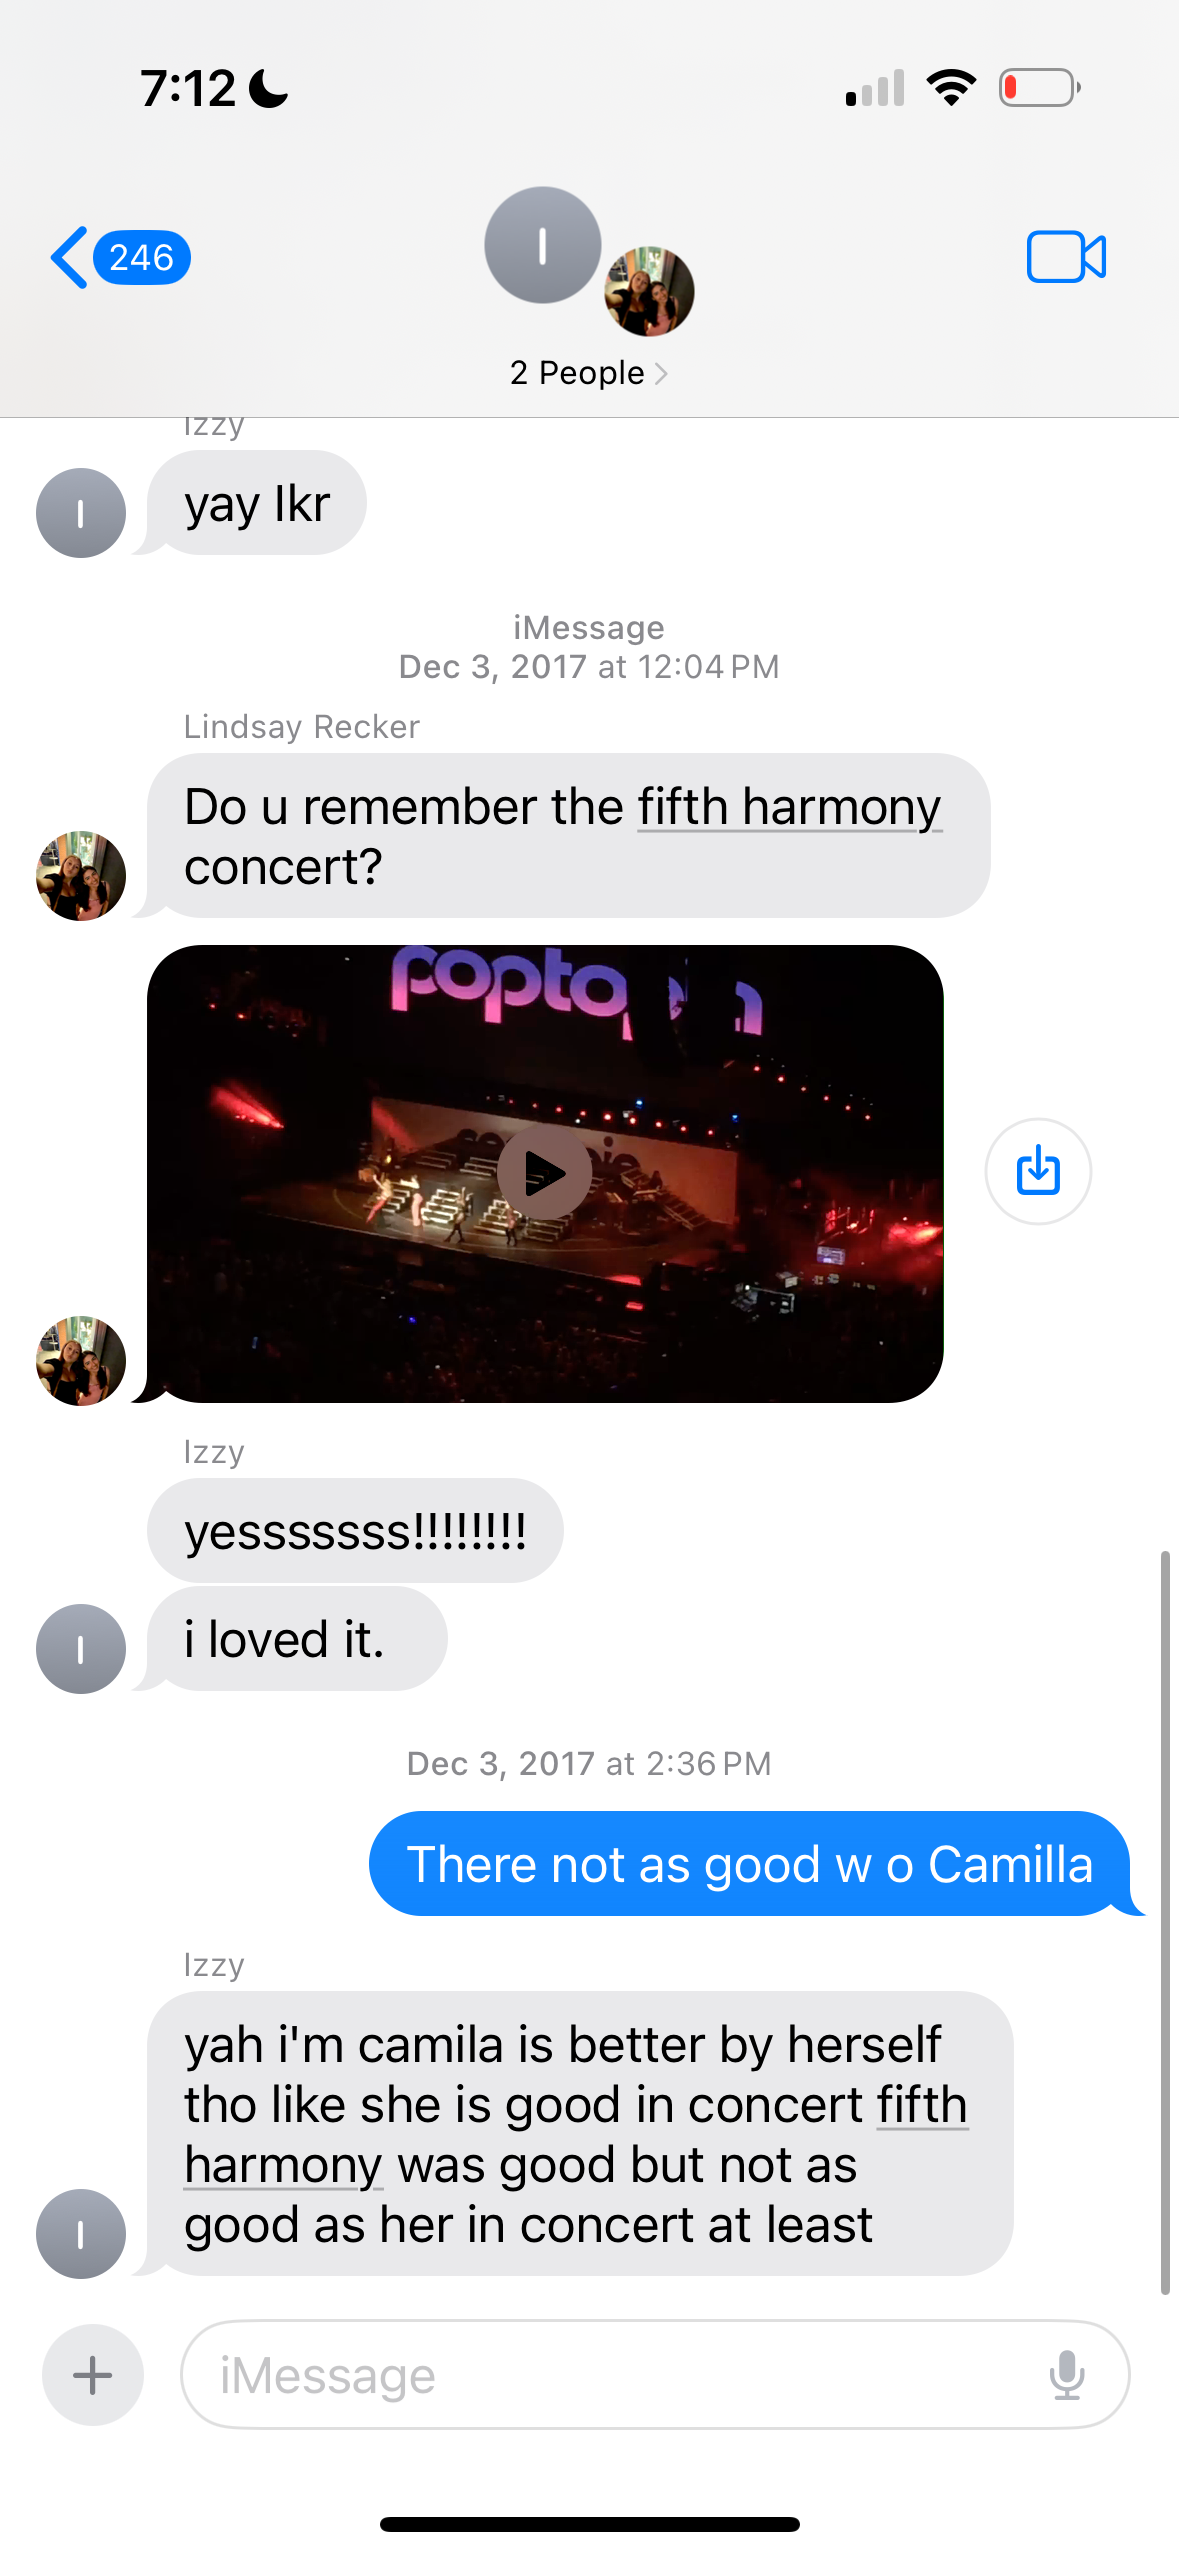 7:12
246
I
2 People
Izzy
yay Ikr
I
iMessage
Dec 3, 2017 at 12:04 PM
Lindsay Recker
Do u remember the fifth harmony
concert?
Izzy
yesssssss!!!!!!!!
i loved it.
I
Dec 3, 2017 at 2:36 PM
There not as good w o Camilla
Izzy
yah i'm camila is better by herself
tho like she is good in concert fifth
harmony was good but not as
good as her in concert at least
I
iMessage